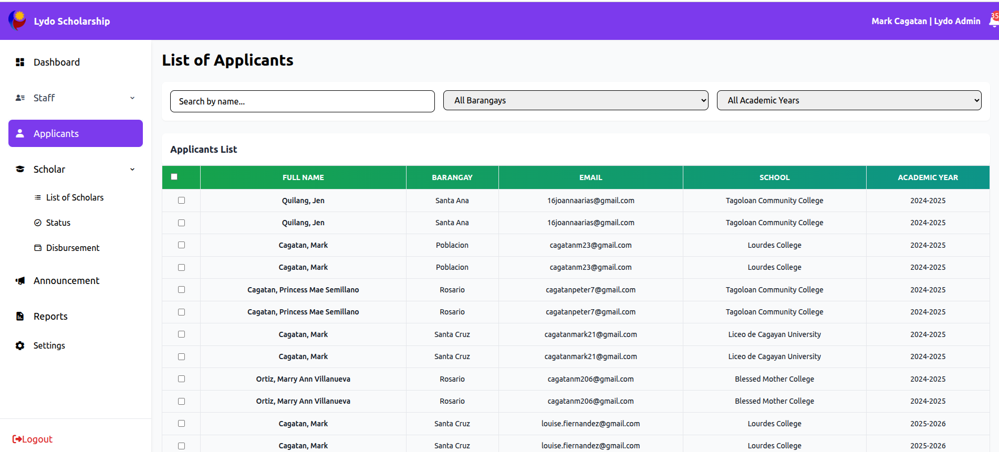 Lydo Scholarship
Mark Cagatan | Lydo Admin
35
Dashboard
Staff
Applicants
Scholar
List of Scholars
Status
Disbursement
Announcement
Reports
Settings
Logout
List of Applicants
Search by name...
All Barangays
All Academic Years
Applicants List
FULL NAME BARANGAY EMAIL SCHOOL ACADEMIC YEAR
Quilang, Jen Santa Ana 16joannaarias@gmail.com Tagoloan Community College 2024-2025
Quilang, Jen Santa Ana 16joannaarias@gmail.com Tagoloan Community College 2024-2025
Cagatan, Mark Poblacion cagatanm23@gmail.com Lourdes College 2024-2025
Cagatan, Mark Poblacion cagatanm23@gmail.com Lourdes College 2024-2025
Cagatan, Princess Mae Semillano Rosario cagatanpeter7@gmail.com Tagoloan Community College 2024-2025
Cagatan, Princess Mae Semillano Rosario cagatanpeter7@gmail.com Tagoloan Community College 2024-2025
Cagatan, Mark Santa Cruz cagatanmark21@gmail.com Liceo de Cagayan University 2024-2025
Cagatan, Mark Santa Cruz cagatanmark21@gmail.com Liceo de Cagayan University 2024-2025
Ortiz, Marry Ann Villanueva Rosario cagatanm206@gmail.com Blessed Mother College 2024-2025
Ortiz, Marry Ann Villanueva Rosario cagatanm206@gmail.com Blessed Mother College 2024-2025
Cagatan, Mark Santa Cruz louise.fiernandez@gmail.com Lourdes College 2025-2026
Cagatan, Mark Santa Cruz louise.fiernandez@gmail.com Lourdes College 2025-2026